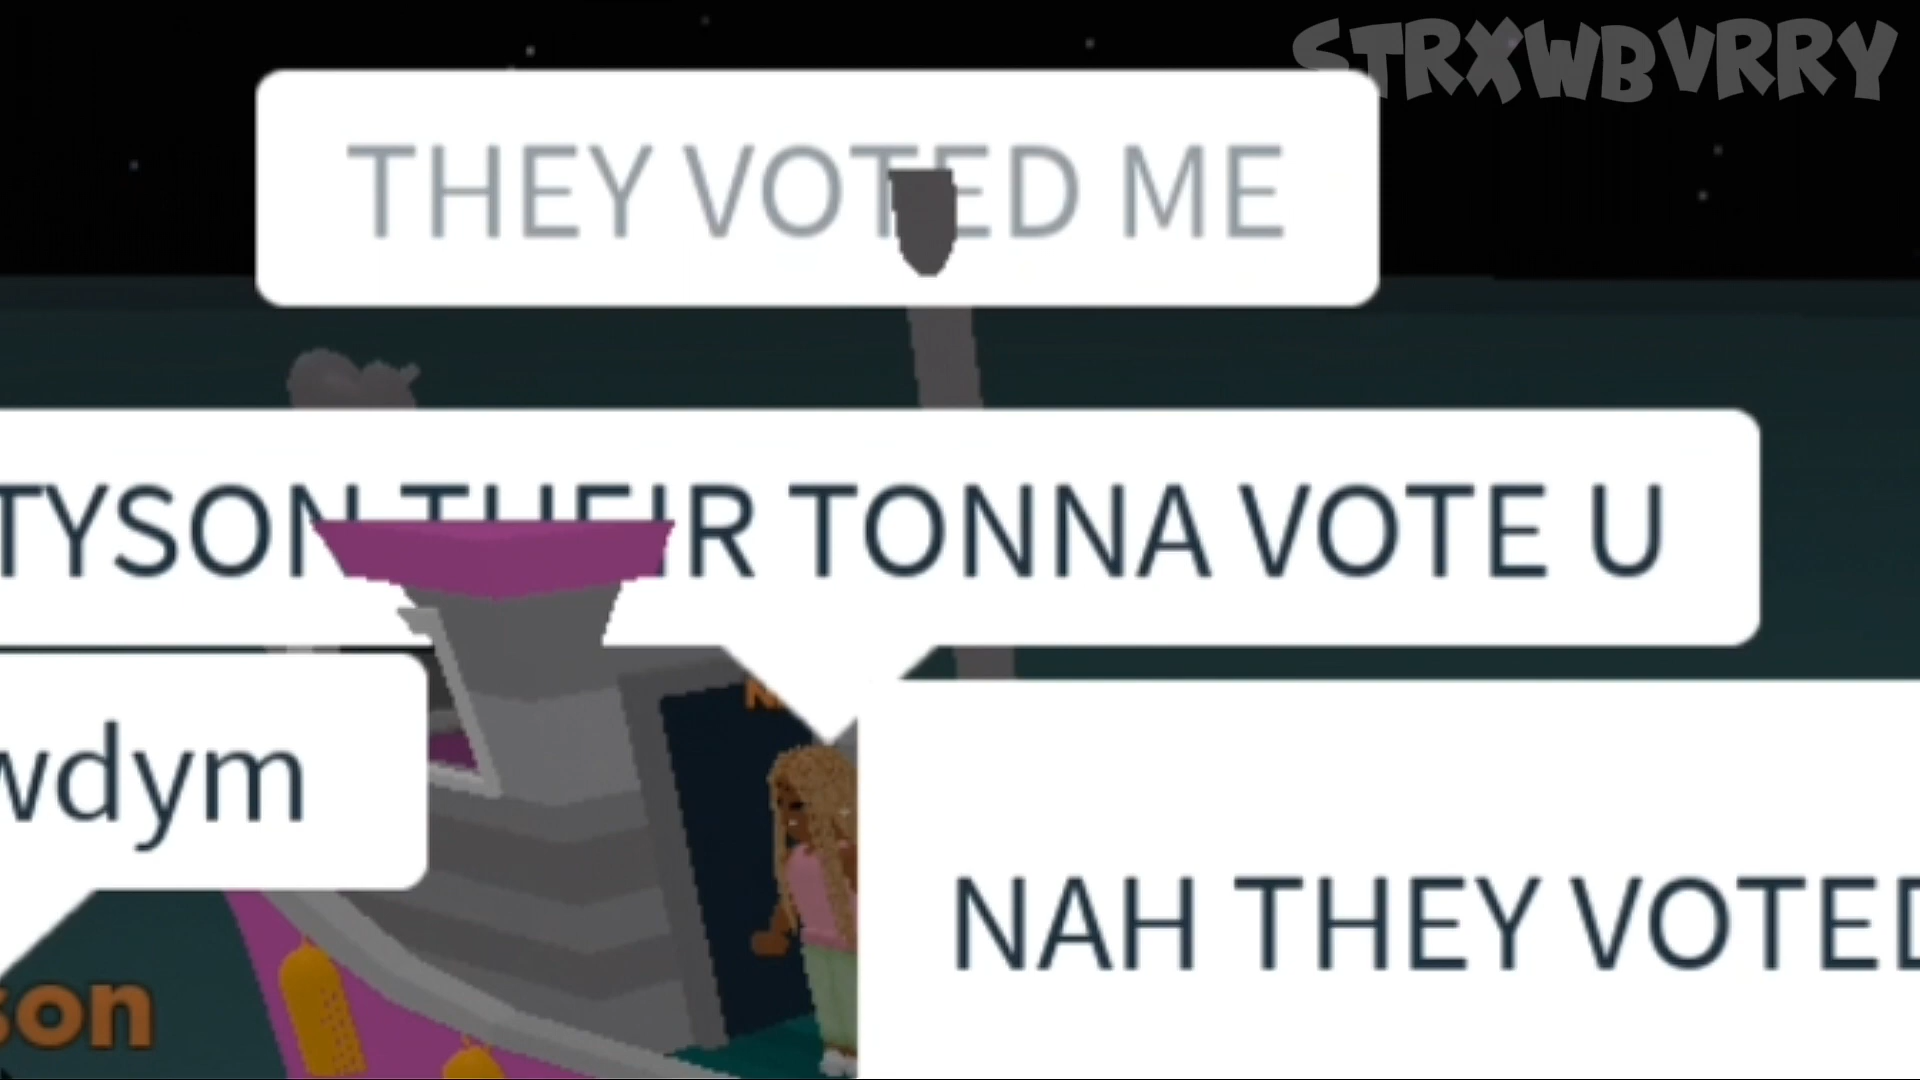 STRXWBVRRY
THEY VOTED ME
TYSON THEIR TONNA VOTE U
wdym
NAH THEY VOTED
son